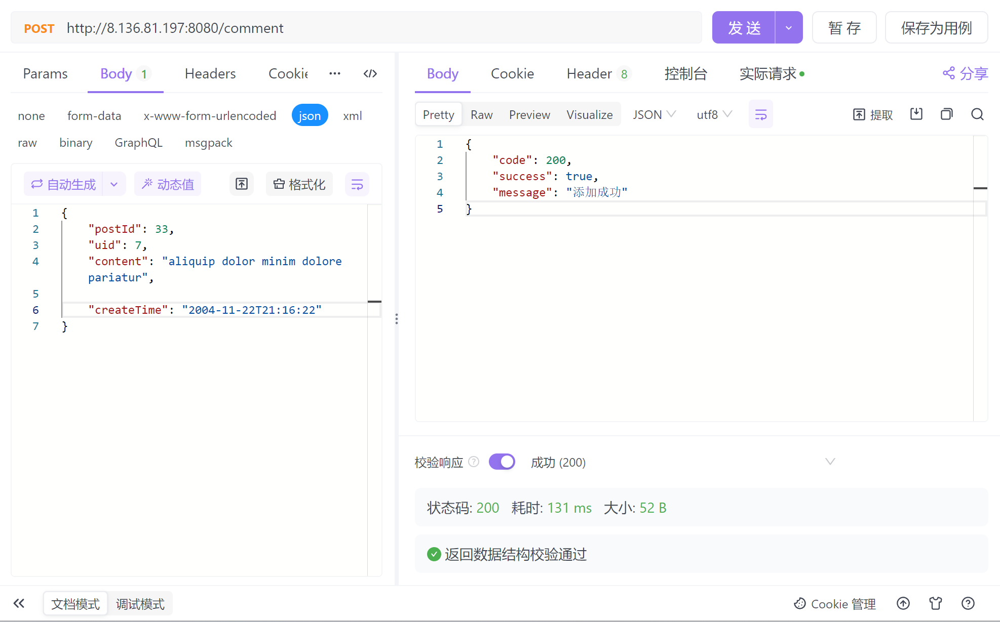 POST http://8.136.81.197:8080/comment 发 送 暂 存 保存为用例
Params Body 1 Headers Cookie ··· </>
none form-data x-www-form-urlencoded json xml
raw binary GraphQL msgpack
自动生成 动态值 格式化
1 {
2 "postId": 33,
3 "uid": 7,
4 "content": "aliquip dolor minim dolore
pariatur",
5
6 "createTime": "2004-11-22T21:16:22"
7 }
Body Cookie Header 8 控制台 实际请求 分享
Pretty Raw Preview Visualize JSON utf8 提取
1 {
2 "code": 200,
3 "success": true,
4 "message": "添加成功"
5 }
校验响应 ? 成功 (200)
状态码: 200 耗时: 131 ms 大小: 52 B
返回数据结构校验通过
文档模式 调试模式 Cookie 管理